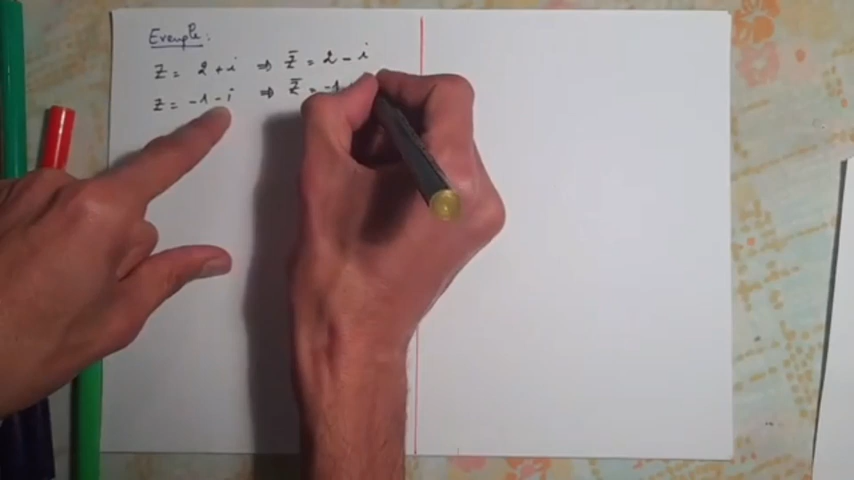 Exemple:
z = 2 + i ⇒ z̄ = 2 - i
z = -1 - i ⇒ z̄ = -1